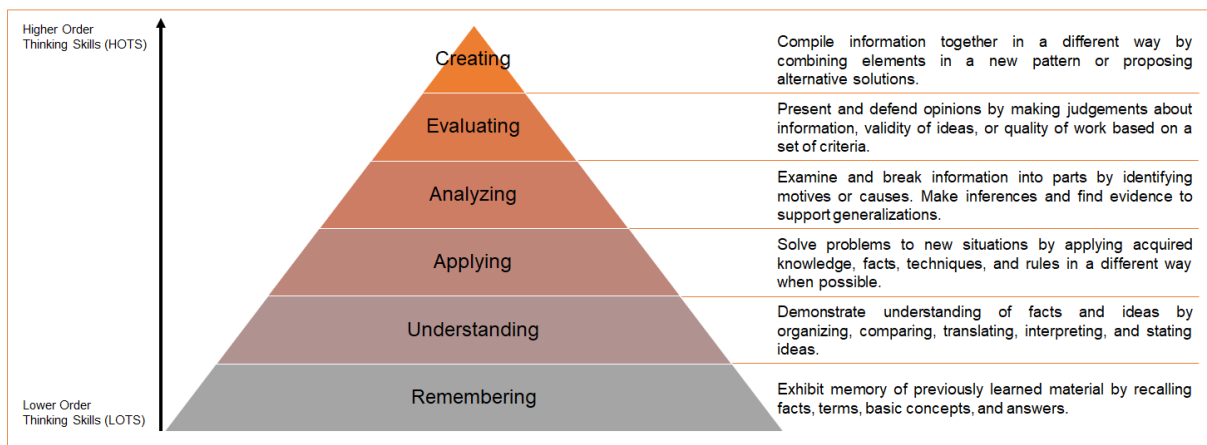 Higher Order
Thinking Skills (HOTS)
Creating
Compile information together in a different way by
combining elements in a new pattern or proposing
alternative solutions.
Evaluating
Present and defend opinions by making judgements about
information, validity of ideas, or quality of work based on a
set of criteria.
Analyzing
Examine and break information into parts by identifying
motives or causes. Make inferences and find evidence to
support generalizations.
Applying
Solve problems to new situations by applying acquired
knowledge, facts, techniques, and rules in a different way
when possible.
Understanding
Demonstrate understanding of facts and ideas by
organizing, comparing, translating, interpreting, and stating
ideas.
Remembering
Exhibit memory of previously learned material by recalling
facts, terms, basic concepts, and answers.
Lower Order
Thinking Skills (LOTS)